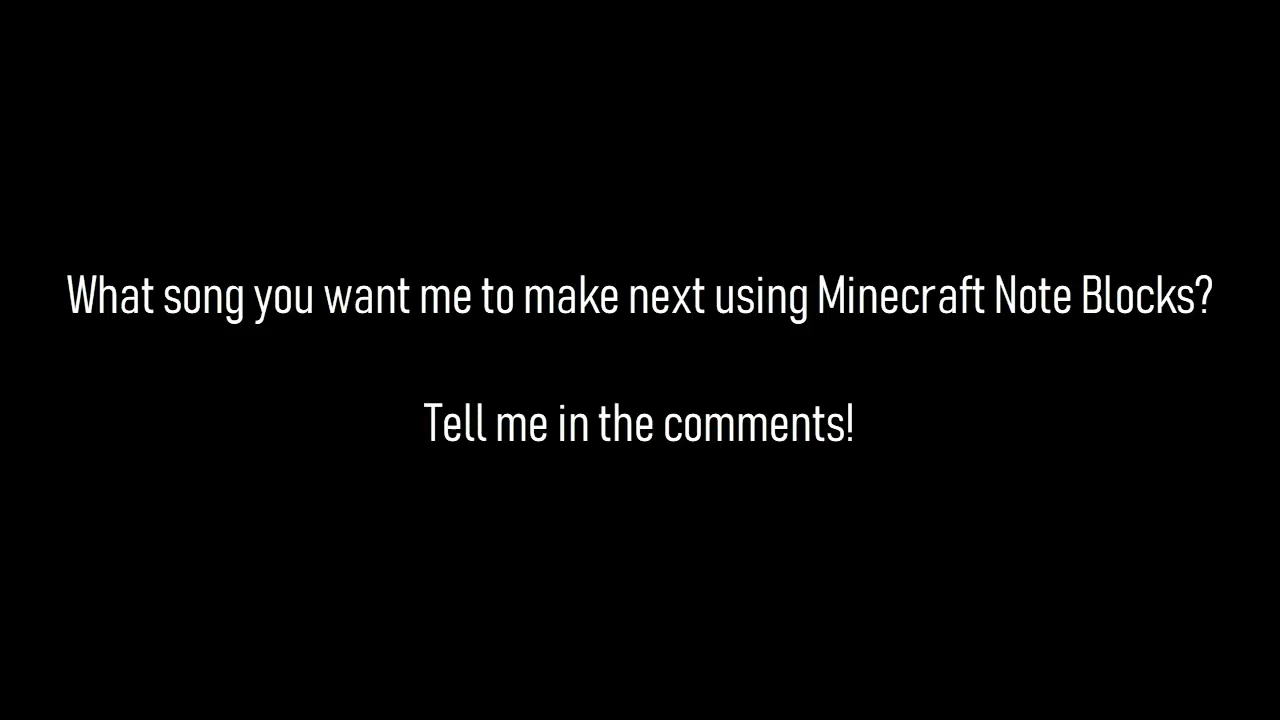 What song you want me to make next using Minecraft Note Blocks?
Tell me in the comments!